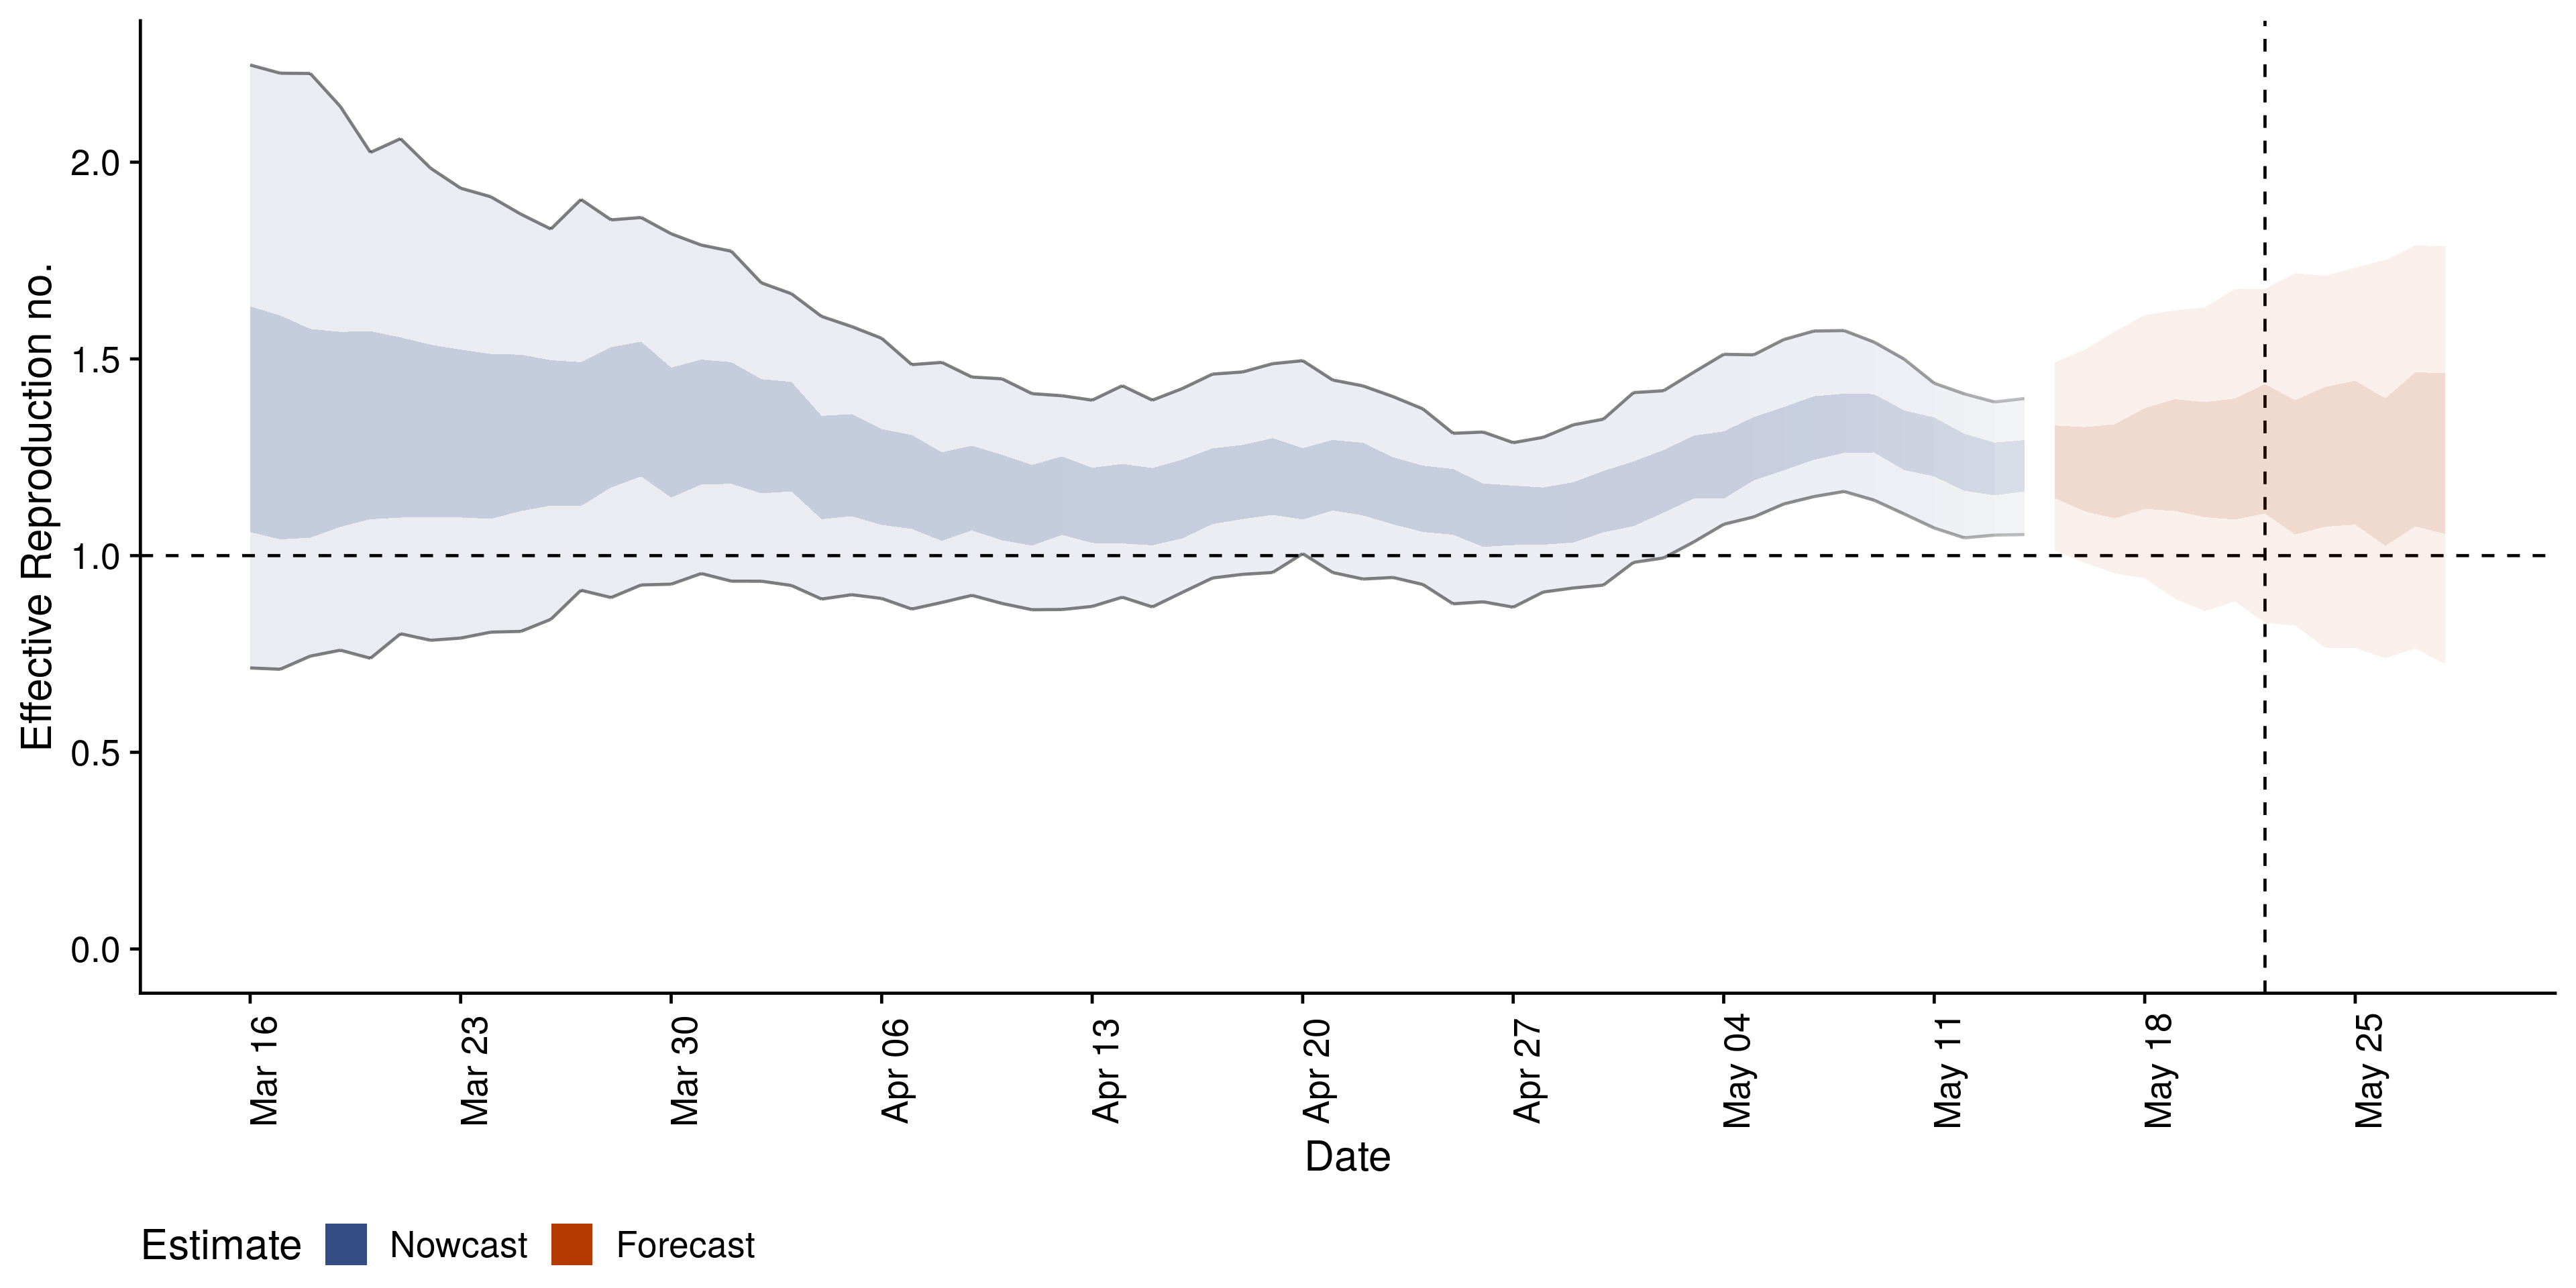 Effective Reproduction no.
2.0
1.5
1.0
0.5
0.0
Mar 16
Mar 23
Mar 30
Apr 06
Apr 13
Apr 20
Apr 27
May 04
May 11
May 18
May 25
Date
Estimate Nowcast Forecast